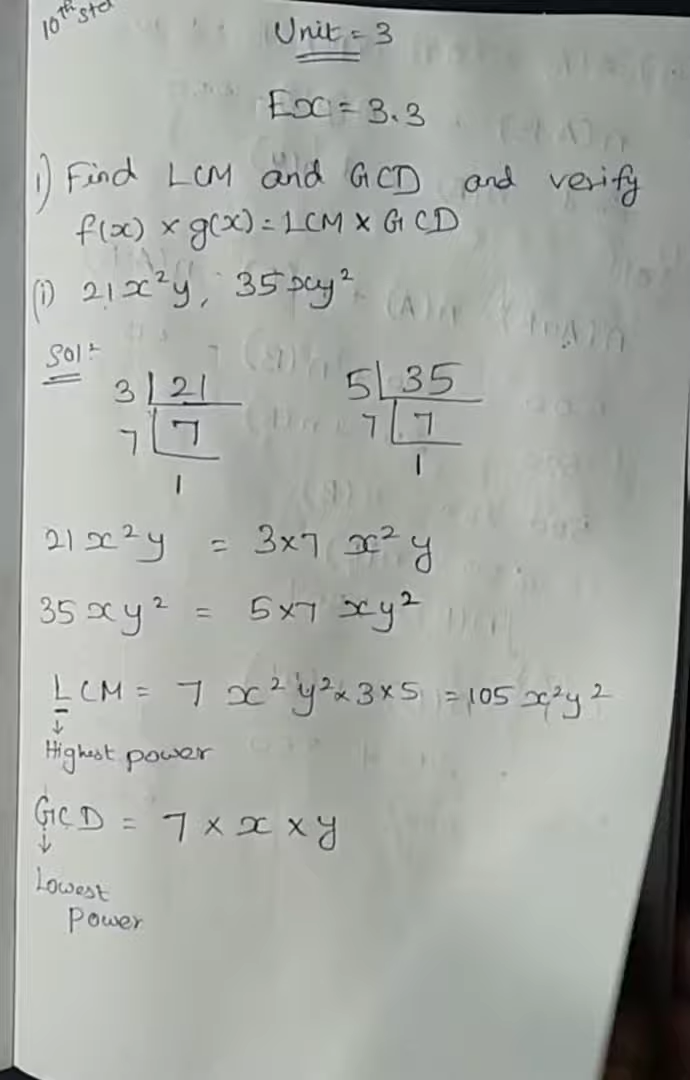 10th std
Unit = 3
Ex = 3.3
1) Find LCM and GCD and verify
f(x) × g(x) = LCM × GCD
(i) 21x²y, 35xy²
Sol:
3 | 21 5 | 35
7 | 7 7 | 7
1 1
21x²y = 3×7 x²y
35xy² = 5×7 xy²
LCM = 7 x²y² × 3×5 = 105 x²y²
↓
Highest power
GCD = 7 × x × y
↓
Lowest
Power